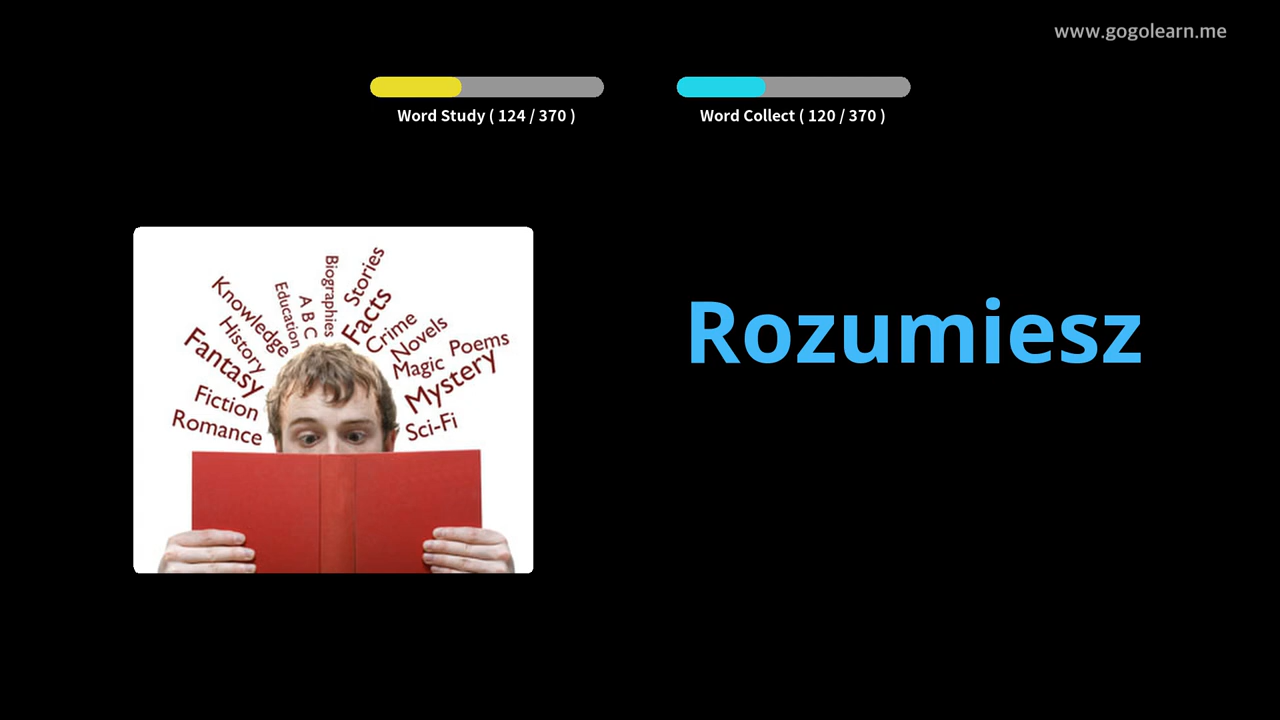 www.gogolearn.me
Word Study ( 124 / 370 )
Word Collect ( 120 / 370 )
Knowledge
History
Fantasy
Fiction
Romance
Education
A B C
Biographies
Stories
Facts
Crime
Novels
Magic
Poems
Mystery
Sci-Fi
Rozumiesz